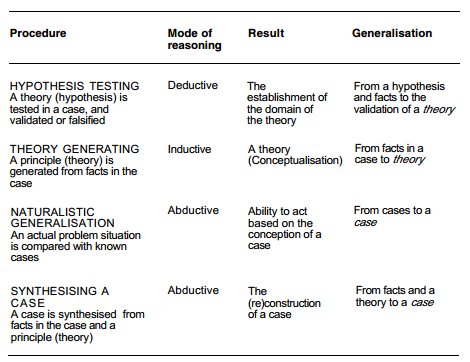 Procedure
Mode of reasoning
Result
Generalisation
HYPOTHESIS TESTING
A theory (hypothesis) is
tested in a case, and
validated or falsified
Deductive
The
establishment of
the domain of
the theory
From a hypothesis
and facts to the
validation of a theory
THEORY GENERATING
A principle (theory) is
generated from facts in the
case
Inductive
A theory
(Conceptualisation)
From facts in a
case to theory
NATURALISTIC
GENERALISATION
An actual problem situation
is compared with known
cases
Abductive
Ability to act
based on the
conception of a
case
From cases to a
case
SYNTHESISING A
CASE
A case is synthesised from
facts in the case and a
principle (theory)
Abductive
The
(re)construction
of a case
From facts and a
theory to a case